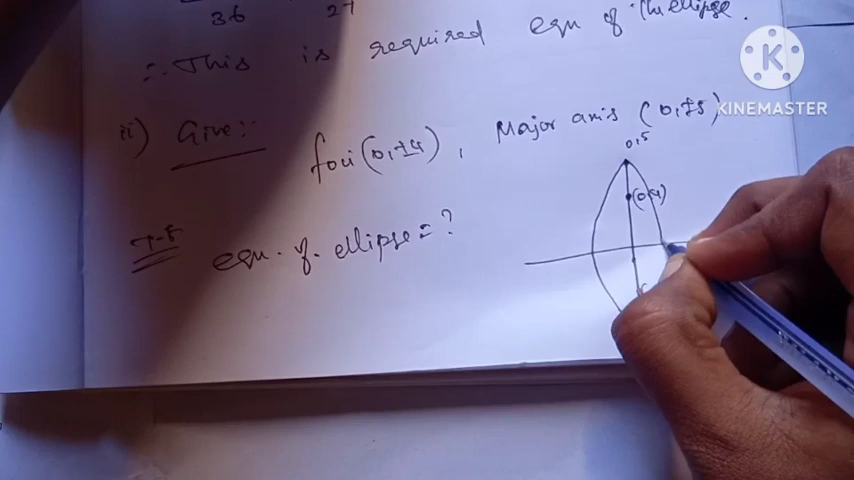 36 27
∴ This is required eqn of the ellipse.
ii) Give:- foci (0, ±4), Major axis (0, ±5)
0, 5
(0, 4)
T-F eqn. of. ellipse = ?
K
KINEMASTER